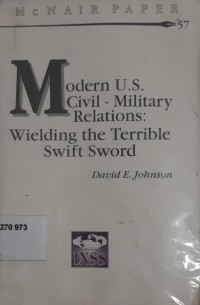 McNAIR PAPER
57
Modern U.S.
Civil - Military
Relations:
Wielding the Terrible
Swift Sword
David E. Johnson
270 973
INSS